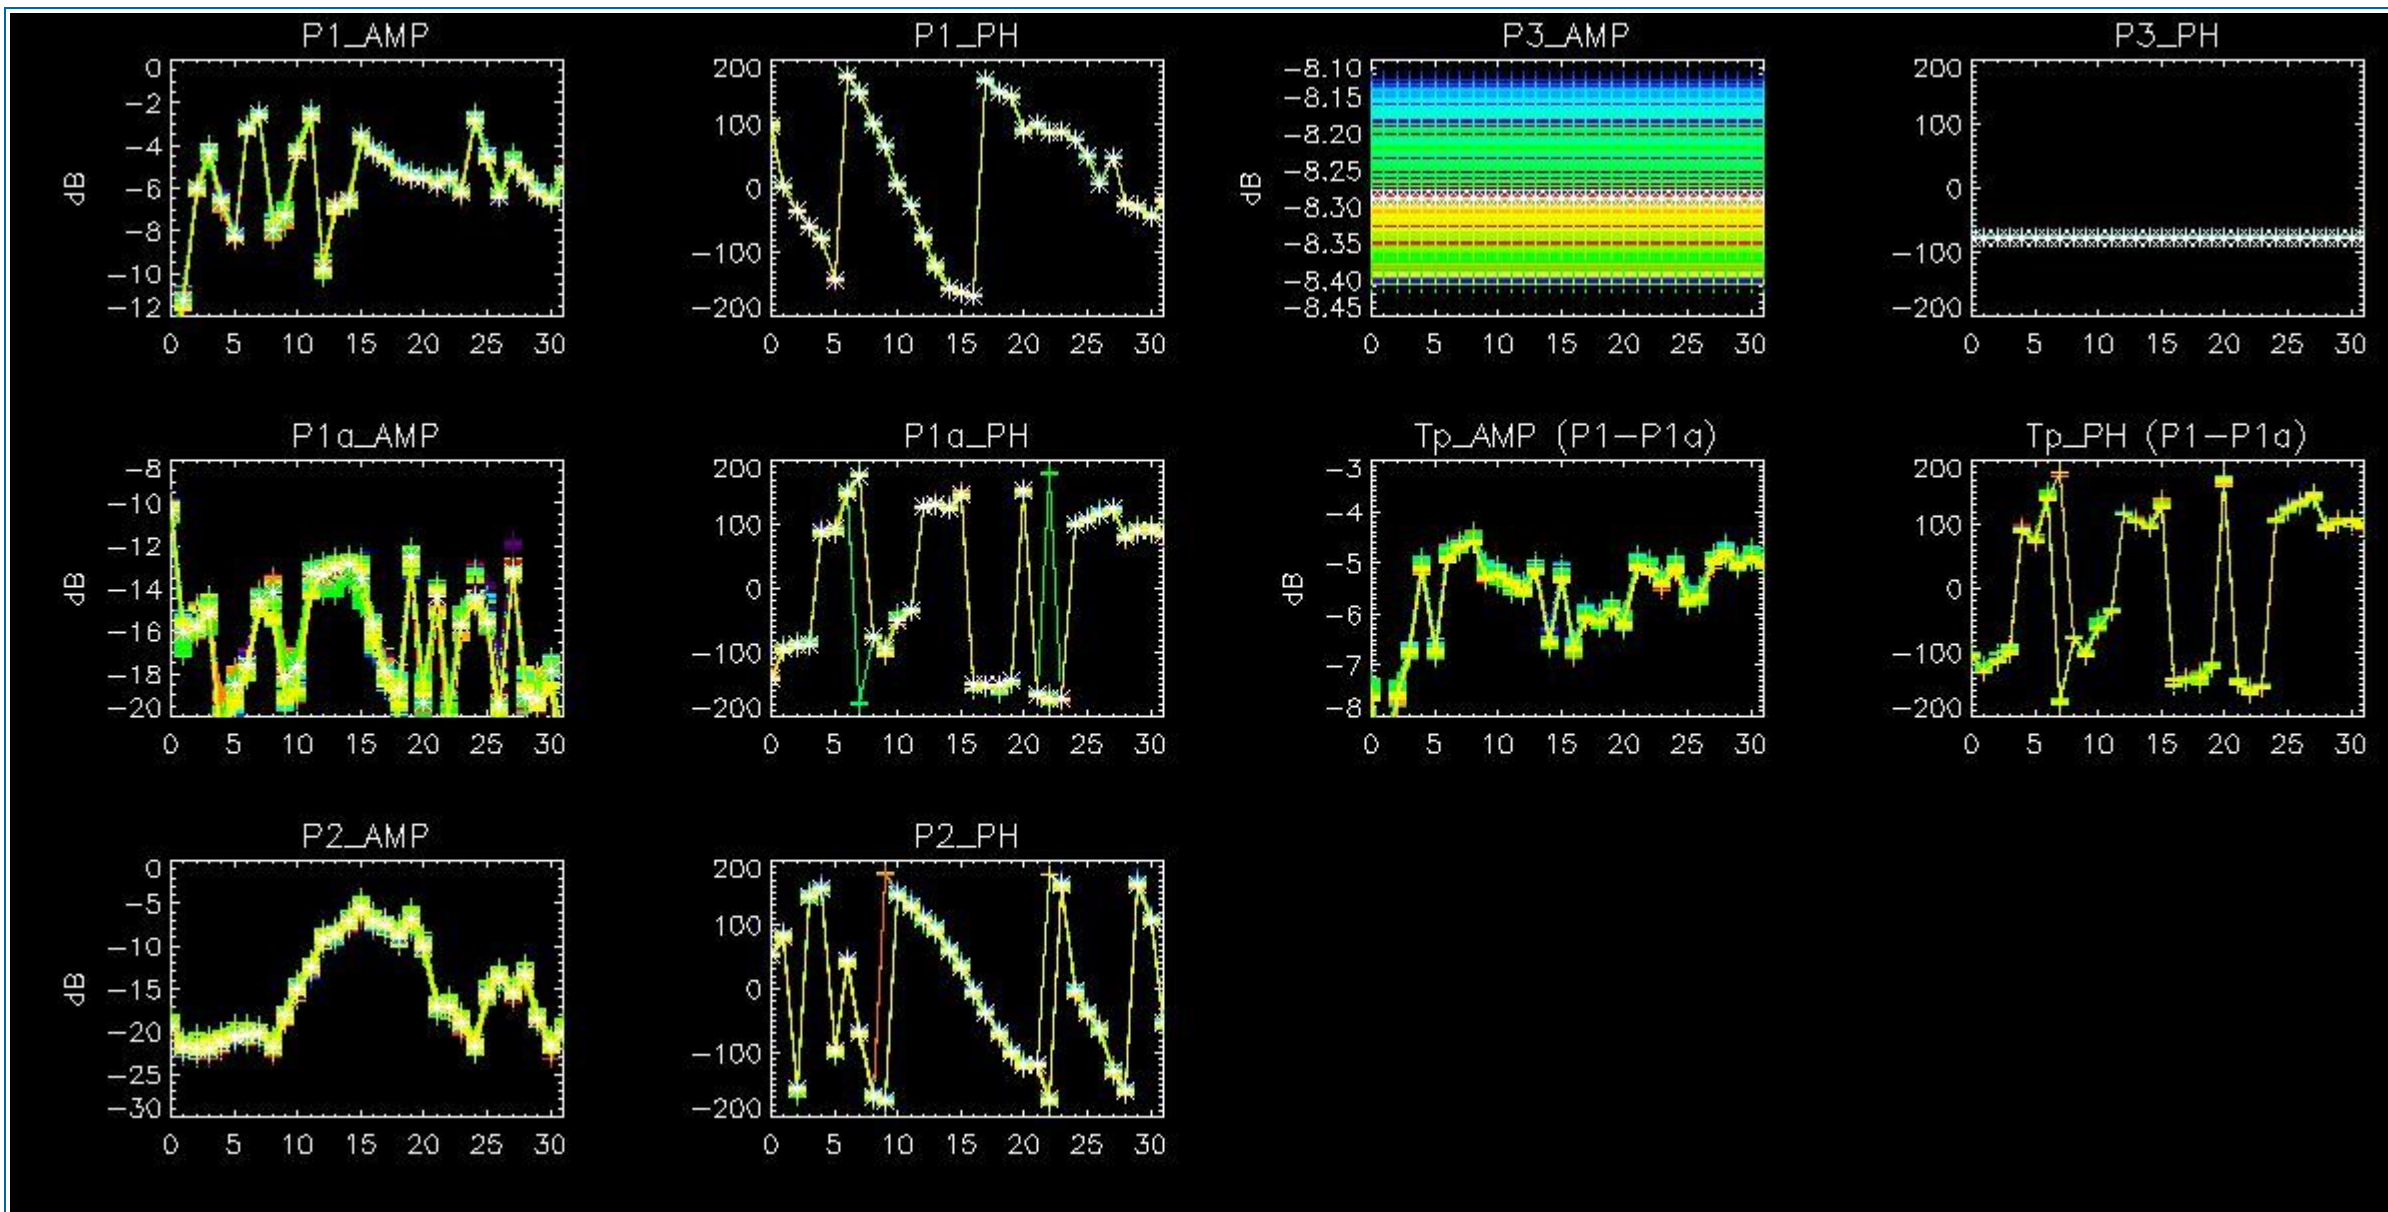 P1_AMP
0
−2
−4
−6
−8
−10
−12
dB
0 5 10 15 20 25 30
P1_PH
200
100
0
−100
−200
0 5 10 15 20 25 30
P3_AMP
−8.10
−8.15
−8.20
−8.25
−8.30
−8.35
−8.40
−8.45
dB
0 5 10 15 20 25 30
P3_PH
200
100
0
−100
−200
0 5 10 15 20 25 30
P1a_AMP
−8
−10
−12
−14
−16
−18
−20
dB
0 5 10 15 20 25 30
P1a_PH
200
100
0
−100
−200
0 5 10 15 20 25 30
Tp_AMP (P1−P1a)
−3
−4
−5
−6
−7
−8
dB
0 5 10 15 20 25 30
Tp_PH (P1−P1a)
200
100
0
−100
−200
0 5 10 15 20 25 30
P2_AMP
0
−5
−10
−15
−20
−25
−30
dB
0 5 10 15 20 25 30
P2_PH
200
100
0
−100
−200
0 5 10 15 20 25 30